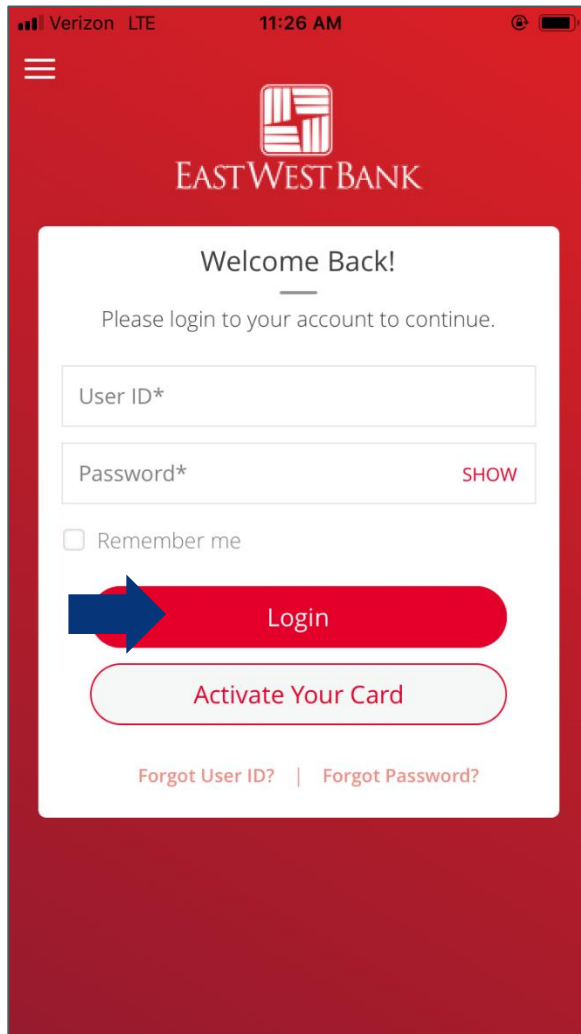 Verizon LTE 11:26 AM
EAST WEST BANK
Welcome Back!
Please login to your account to continue.
User ID*
Password* SHOW
Remember me
Login
Activate Your Card
Forgot User ID? | Forgot Password?